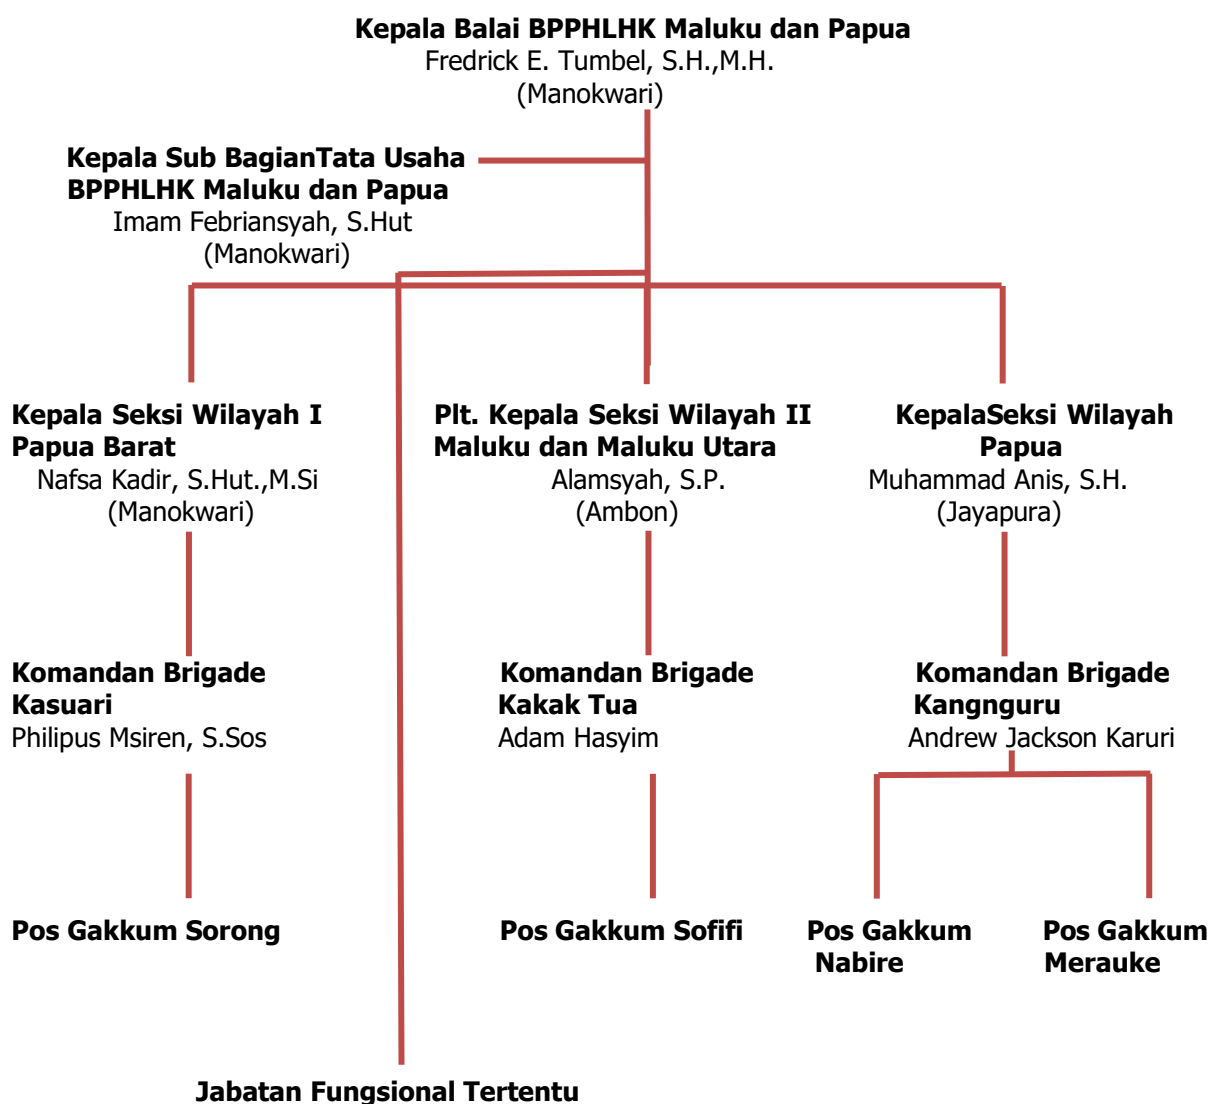 Kepala Balai BPPHLHK Maluku dan Papua
Fredrick E. Tumbel, S.H.,M.H.
(Manokwari)
Kepala Sub BagianTata Usaha
BPPHLHK Maluku dan Papua
Imam Febriansyah, S.Hut
(Manokwari)
Kepala Seksi Wilayah I
Papua Barat
Nafsa Kadir, S.Hut.,M.Si
(Manokwari)
Plt. Kepala Seksi Wilayah II
Maluku dan Maluku Utara
Alamsyah, S.P.
(Ambon)
KepalaSeksi Wilayah
Papua
Muhammad Anis, S.H.
(Jayapura)
Komandan Brigade
Kasuari
Philipus Msiren, S.Sos
Komandan Brigade
Kakak Tua
Adam Hasyim
Komandan Brigade
Kangnguru
Andrew Jackson Karuri
Pos Gakkum Sorong
Pos Gakkum Sofifi
Pos Gakkum
Nabire
Pos Gakkum
Merauke
Jabatan Fungsional Tertentu